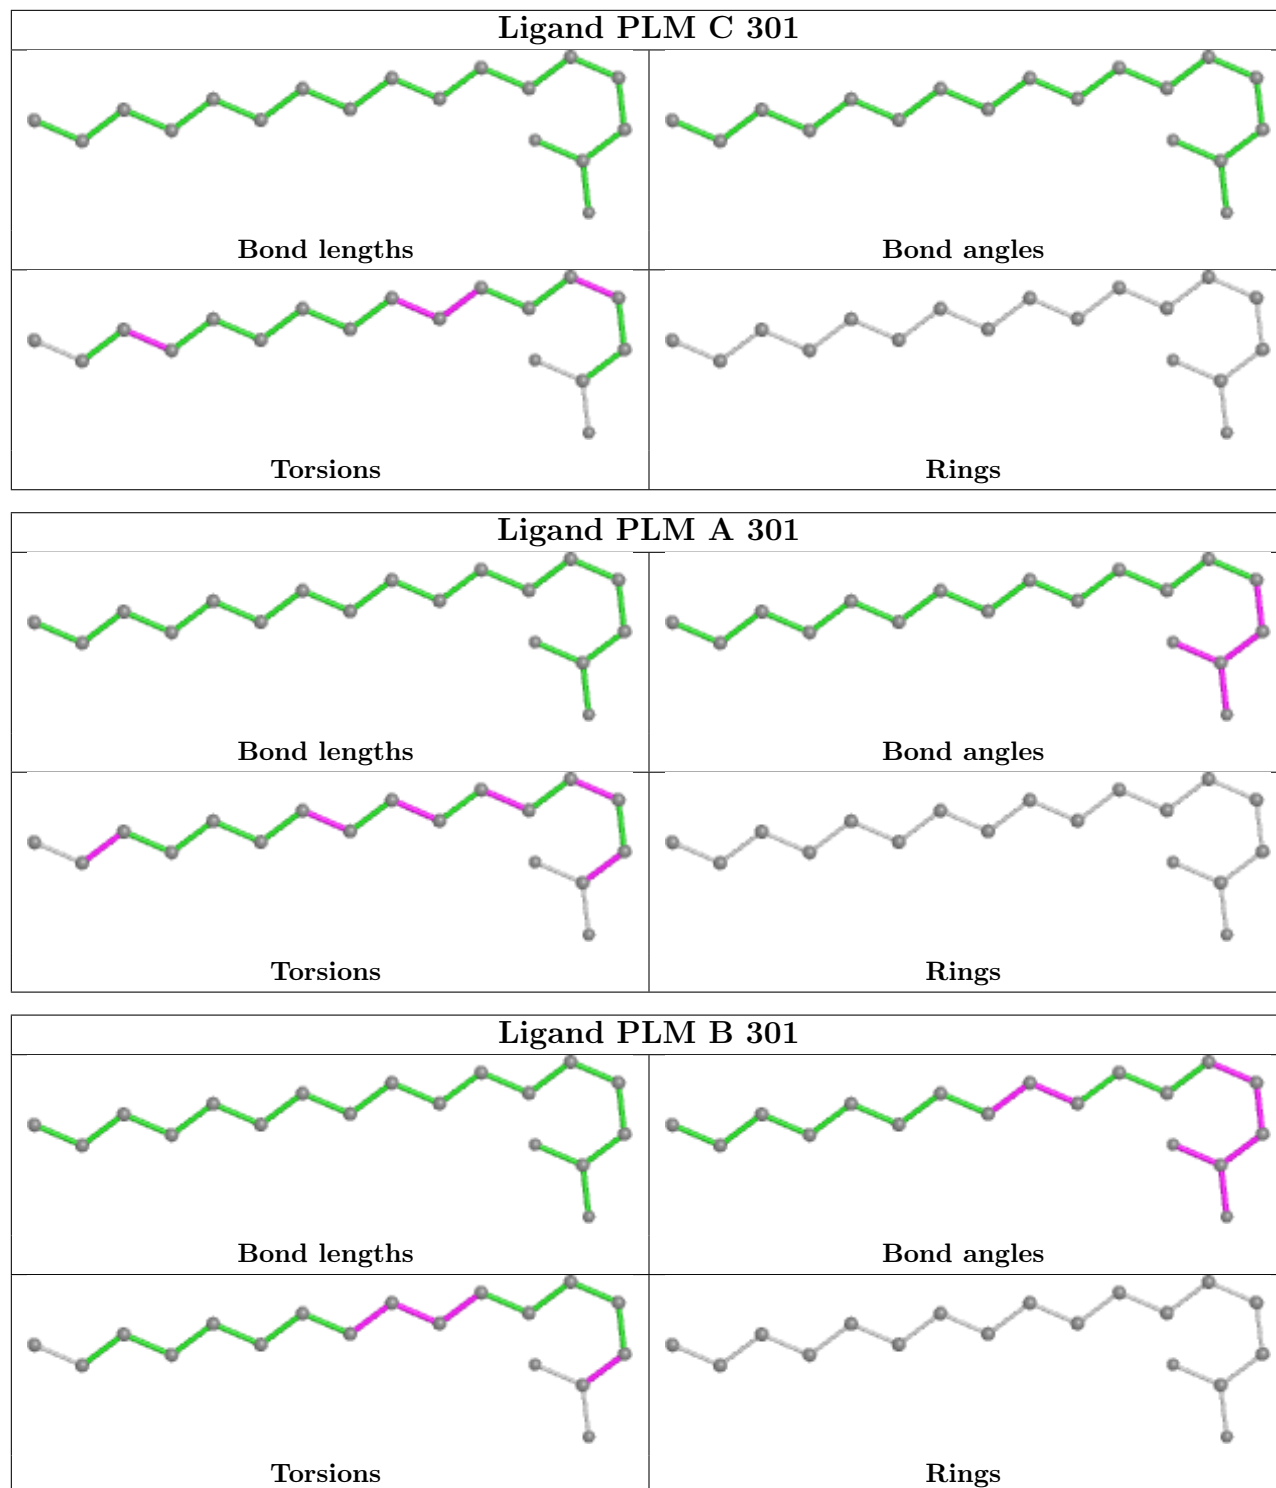 Ligand PLM C 301
Bond lengths
Bond angles
Torsions
Rings
Ligand PLM A 301
Bond lengths
Bond angles
Torsions
Rings
Ligand PLM B 301
Bond lengths
Bond angles
Torsions
Rings